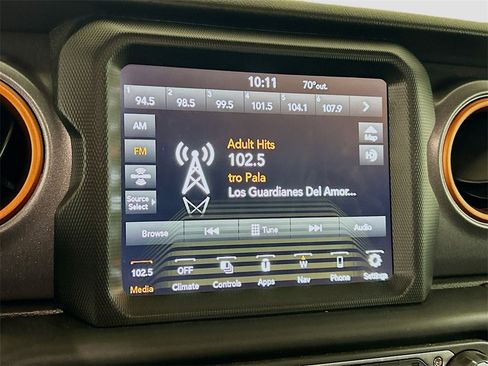 10:11 70°out.
1 2 3 4 5 6
94.5 98.5 99.5 101.5 104.1 107.9
AM
FM
Source
Select
Map
Adult Hits
102.5
tro Pala
Los Guardianes Del Amor...
Browse Tune Audio
102.5 OFF W
Media Climate Controls Apps Nav Phone Settings